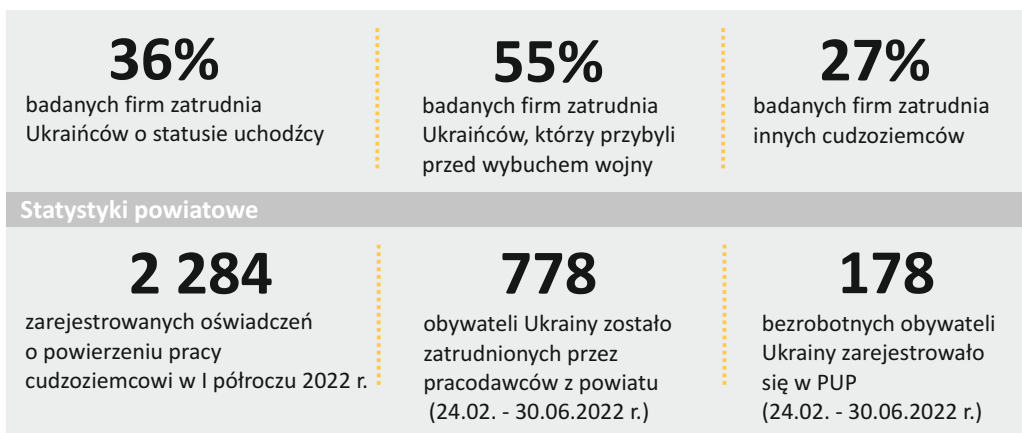 36%
badanych firm zatrudnia
Ukraińców o statusie uchodźcy
55%
badanych firm zatrudnia
Ukraińców, którzy przybyli
przed wybuchem wojny
27%
badanych firm zatrudnia
innych cudzoziemców
Statystyki powiatowe
2 284
zarejestrowanych oświadczeń
o powierzeniu pracy
cudzoziemcowi w I półroczu 2022 r.
778
obywateli Ukrainy zostało
zatrudnionych przez
pracodawców z powiatu
(24.02. - 30.06.2022 r.)
178
bezrobotnych obywateli
Ukrainy zarejestrowało
się w PUP
(24.02. - 30.06.2022 r.)